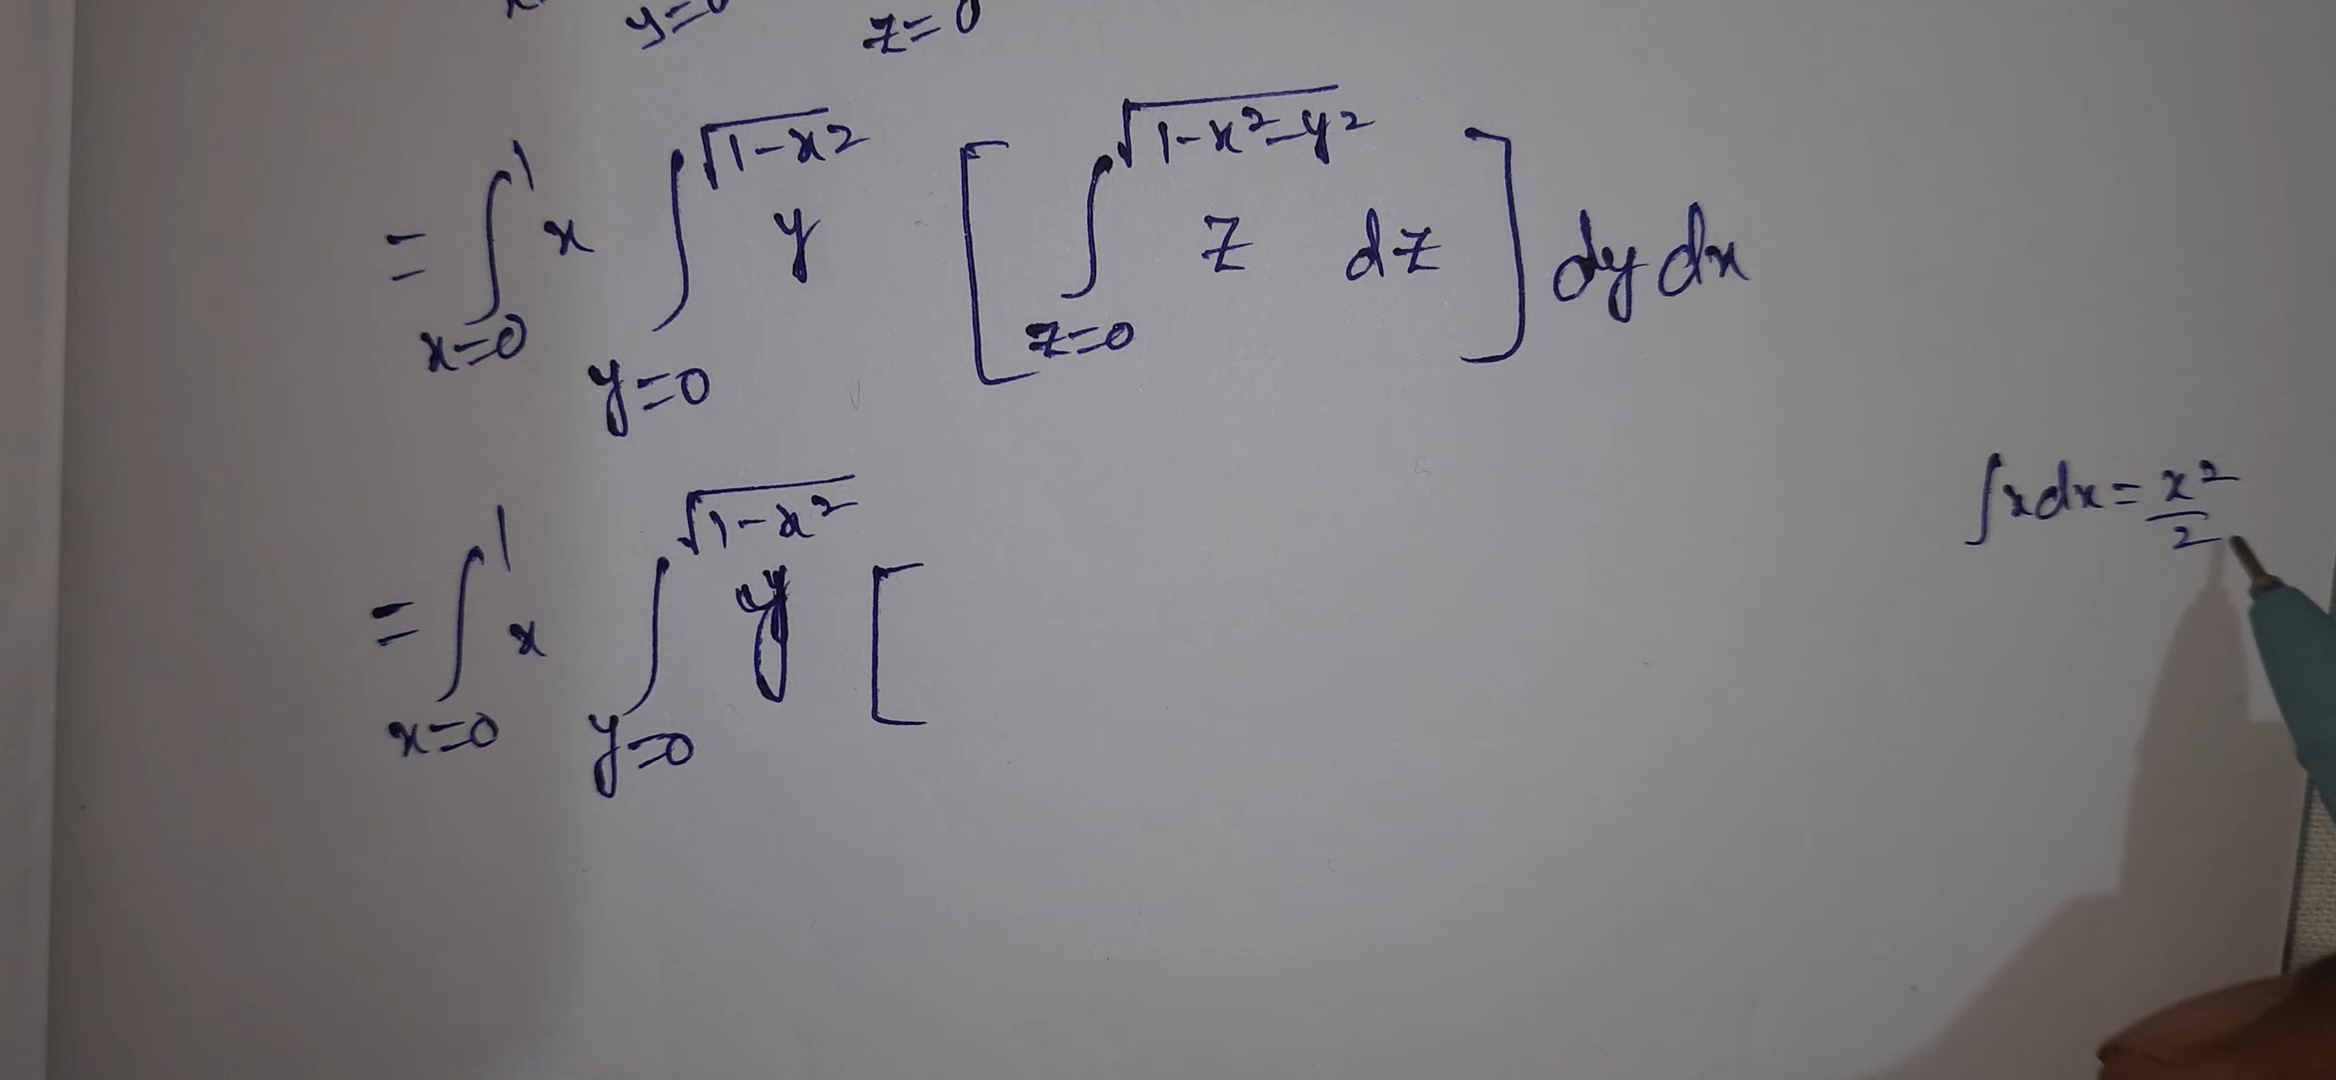 y=0 z=0
= ∫_{x=0}^{1} x ∫_{y=0}^{√(1-x²)} y [ ∫_{z=0}^{√(1-x²-y²)} z dz ] dy dx
∫x dx = x²/2
= ∫_{x=0}^{1} x ∫_{y=0}^{√(1-x²)} y [